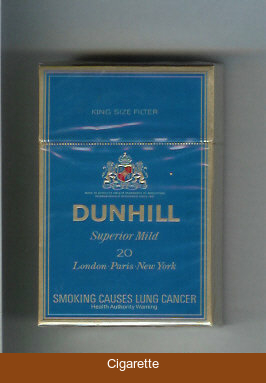 KING SIZE FILTER
DUNHILL
Superior Mild
20
London·Paris·New York
SMOKING CAUSES LUNG CANCER
Health Authority Warning
Cigarette